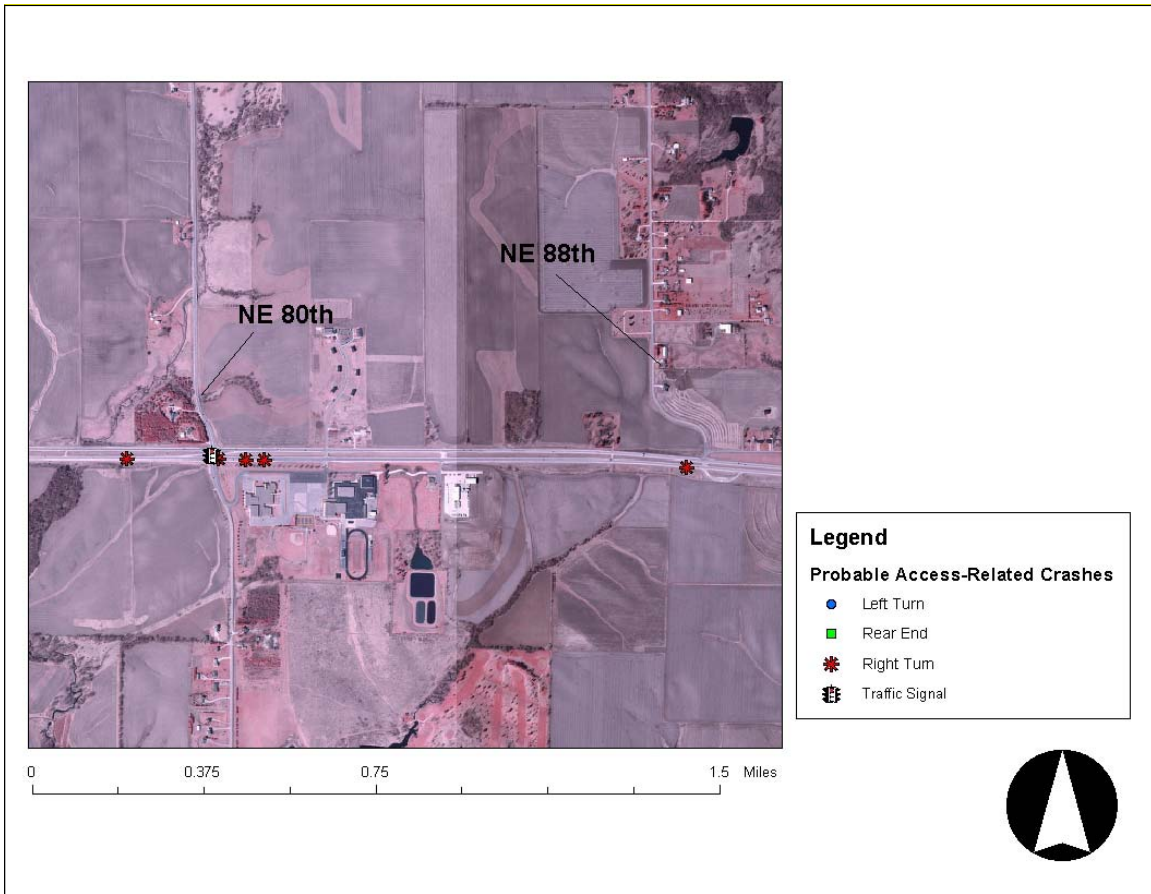 NE 88th
NE 80th
Legend
Probable Access-Related Crashes
Left Turn
Rear End
Right Turn
Traffic Signal
0 0.375 0.75 1.5 Miles